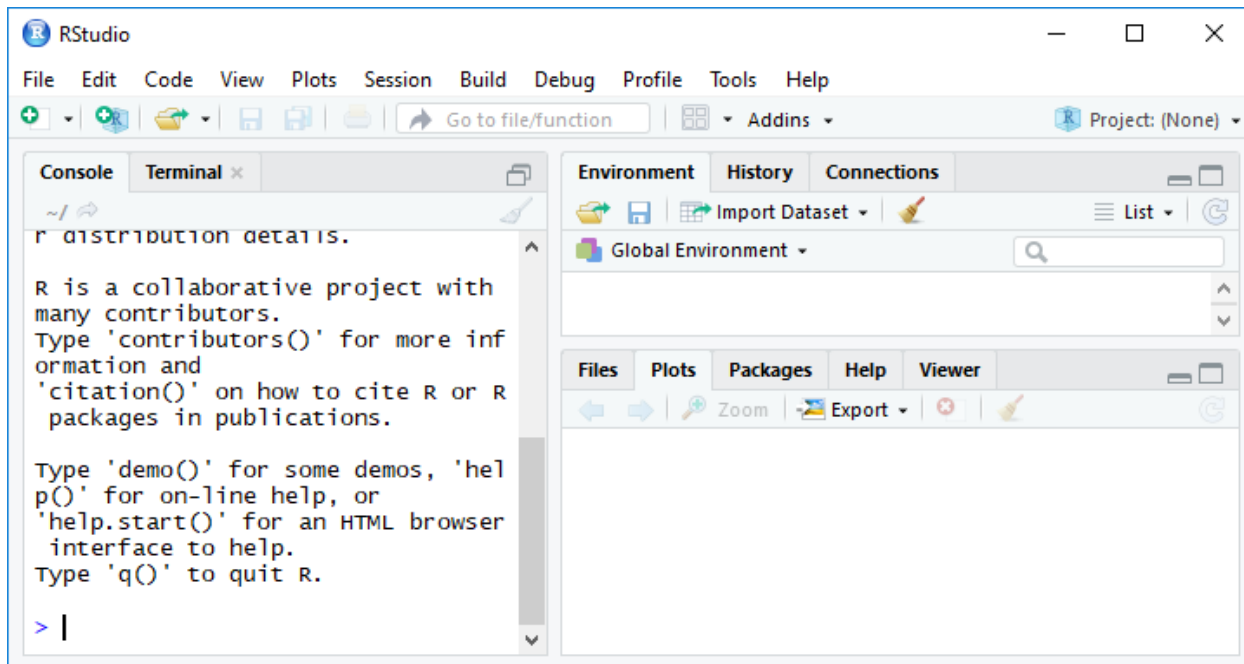 RStudio
File Edit Code View Plots Session Build Debug Profile Tools Help
Go to file/function Addins Project: (None)
Console Terminal
~/
r distribution details.
R is a collaborative project with
many contributors.
Type 'contributors()' for more inf
ormation and
'citation()' on how to cite R or R
packages in publications.
Type 'demo()' for some demos, 'hel
p()' for on-line help, or
'help.start()' for an HTML browser
interface to help.
Type 'q()' to quit R.
>
Environment History Connections
Import Dataset List
Global Environment
Files Plots Packages Help Viewer
Zoom Export